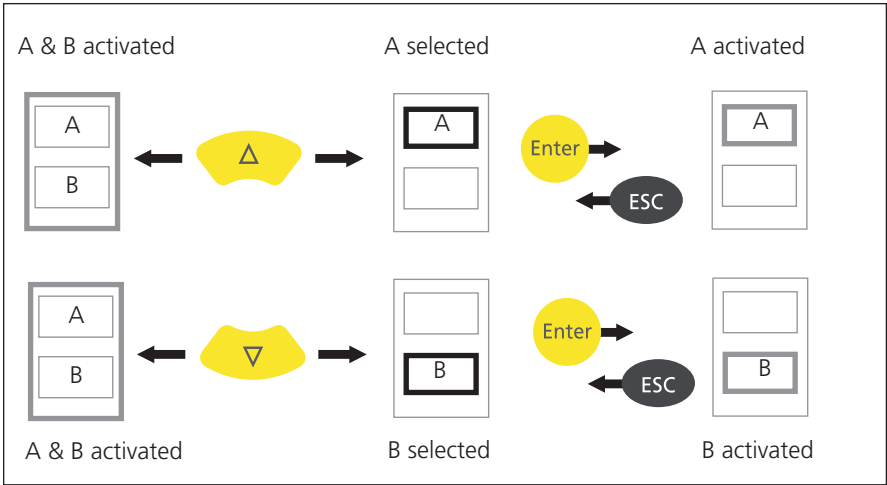 A & B activated
A selected
A activated
A
B
△
A
Enter
ESC
A
A
B
▽
B
Enter
ESC
B
A & B activated
B selected
B activated